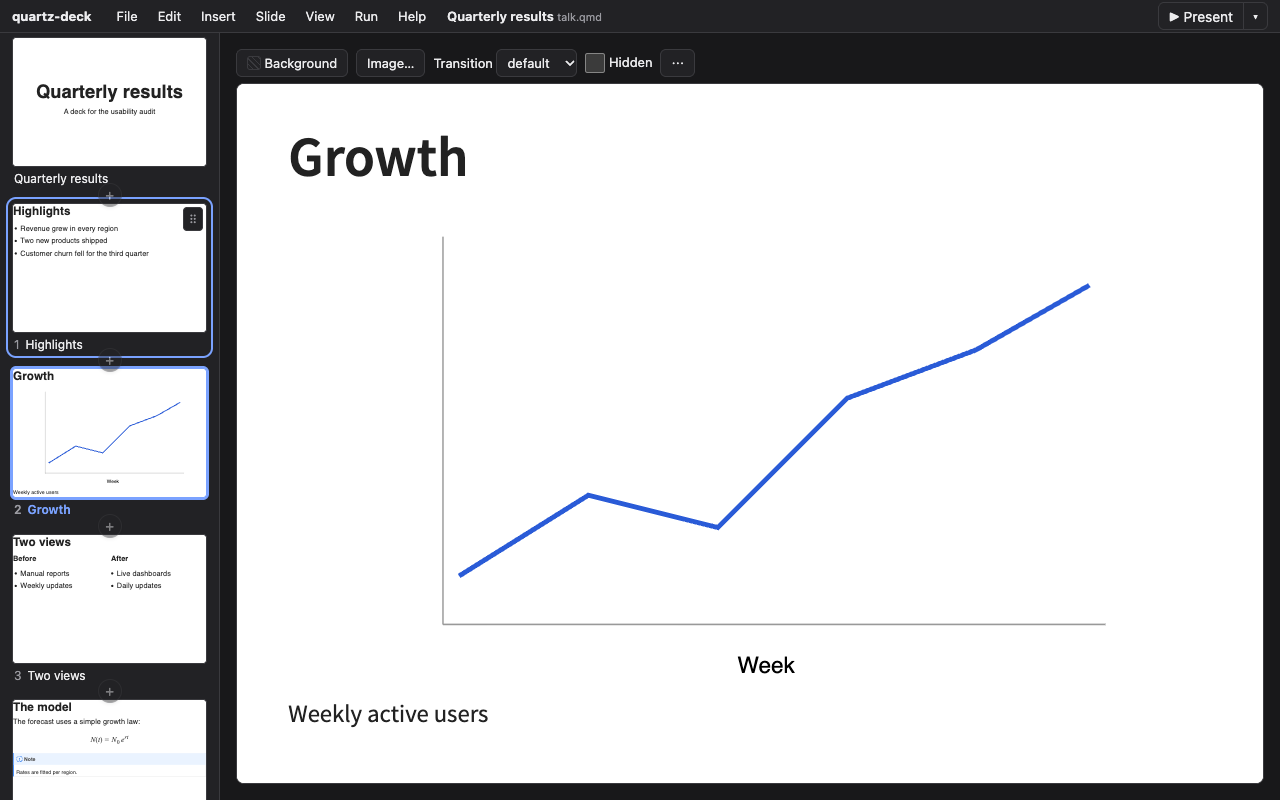 quartz-deck File Edit Insert Slide View Run Help Quarterly results talk.qmd ▶ Present ▾
Background Image... Transition default Hidden ···
Quarterly results
A deck for the usability audit
Quarterly results
+
Highlights
• Revenue grew in every region
• Two new products shipped
• Customer churn fell for the third quarter
1 Highlights
+
Growth
Week
Weekly active users
2 Growth
+
Two views
Before After
• Manual reports • Live dashboards
• Weekly updates • Daily updates
3 Two views
+
The model
The forecast uses a simple growth law:
N(t) = N₀ eʳᵗ
Note
Rates are fitted per region.
Growth
Week
Weekly active users